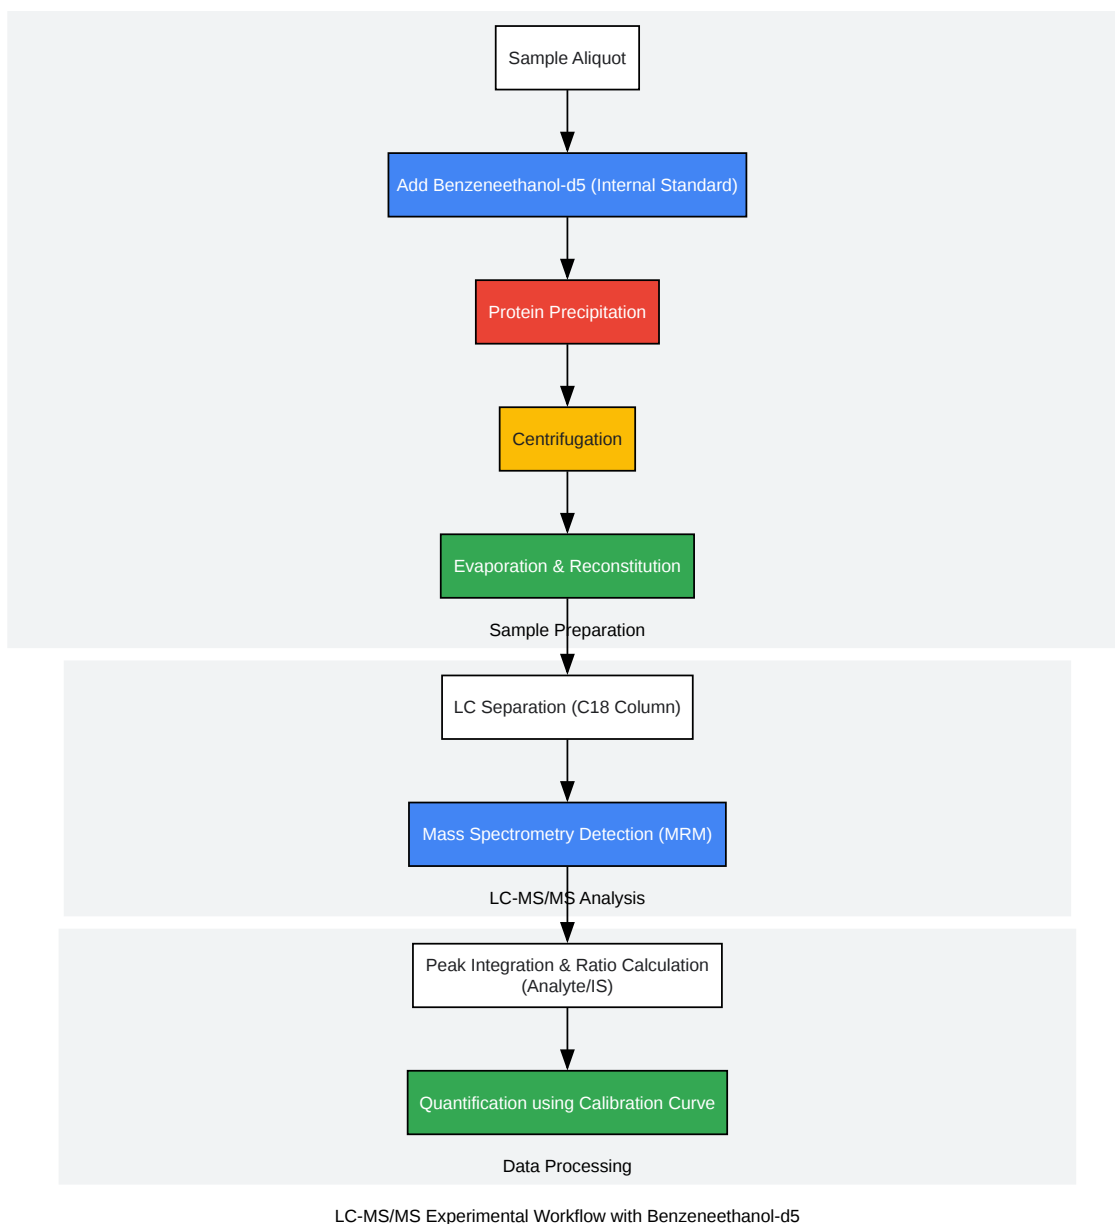 Sample Aliquot
Add Benzeneethanol-d5 (Internal Standard)
Protein Precipitation
Centrifugation
Evaporation & Reconstitution
Sample Preparation
LC Separation (C18 Column)
Mass Spectrometry Detection (MRM)
LC-MS/MS Analysis
Peak Integration & Ratio Calculation
(Analyte/IS)
Quantification using Calibration Curve
Data Processing
LC-MS/MS Experimental Workflow with Benzeneethanol-d5